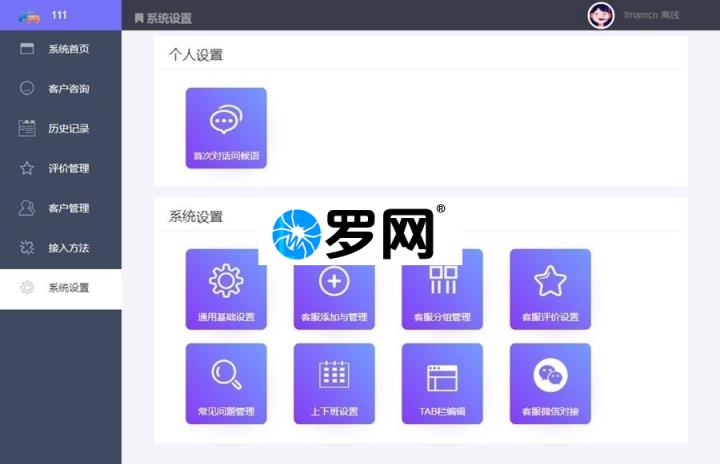 111
系统设置
fmamcn 离线
系统首页
客户咨询
历史记录
评价管理
客户管理
接入方法
系统设置
个人设置
首次对话问候语
系统设置
罗网®
通用基础设置
客服添加与管理
客服分组管理
客服评价设置
常见问题管理
上下班设置
TAB栏编辑
客服微信对接